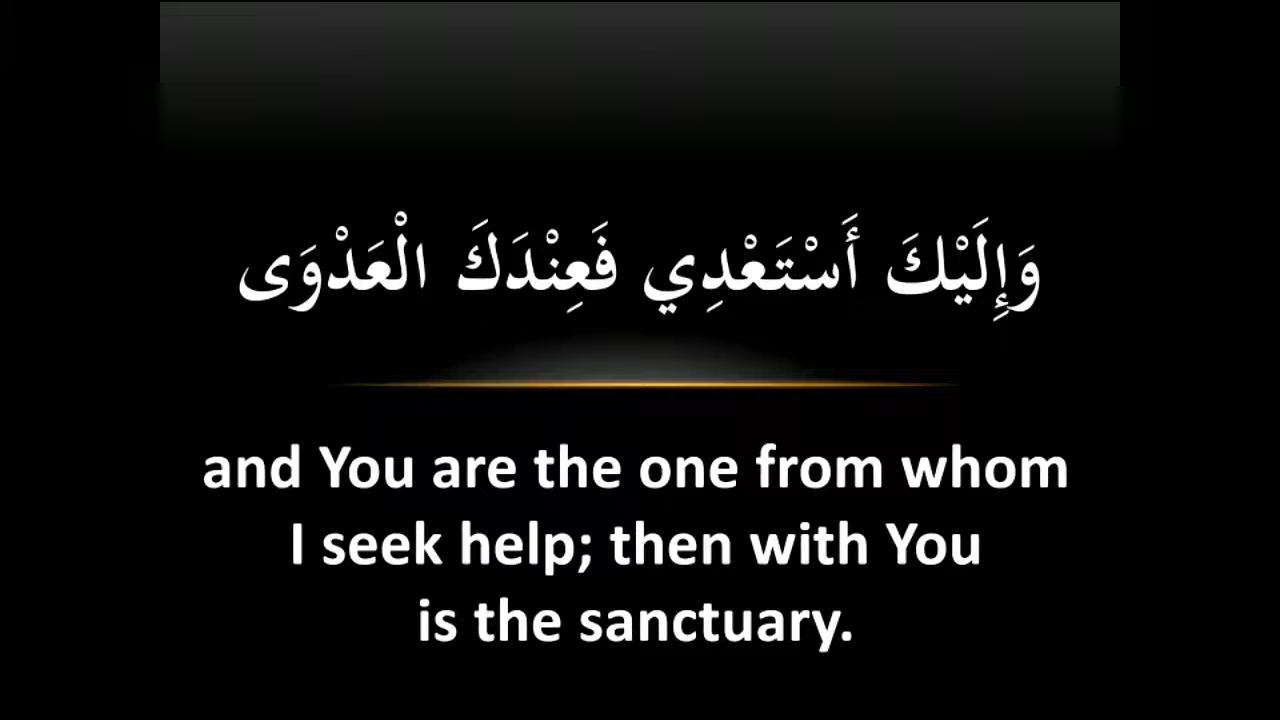 وَإِلَيْكَ أَسْتَعْدِي فَعِنْدَكَ الْعَدْوَى
and You are the one from whom
I seek help; then with You
is the sanctuary.